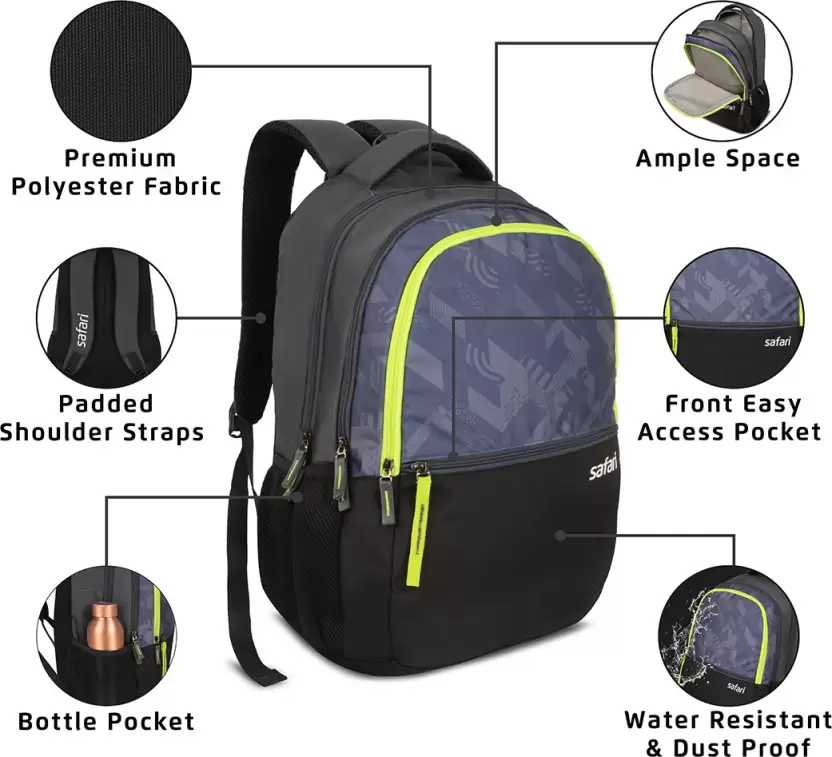 Premium
Polyester Fabric
Ample Space
safari
safari
Padded
Shoulder Straps
safari
Front Easy
Access Pocket
safari
Bottle Pocket
safari
Water Resistant
& Dust Proof